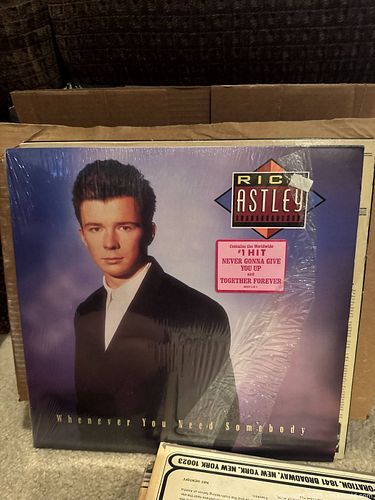 RICK
ASTLEY
Contains the Worldwide
#1 HIT
NEVER GONNA GIVE
YOU UP
and
TOGETHER FOREVER
Whenever You Need Somebody
ORATION, 1841 BROADWAY, NEW YORK, NEW YORK 10023